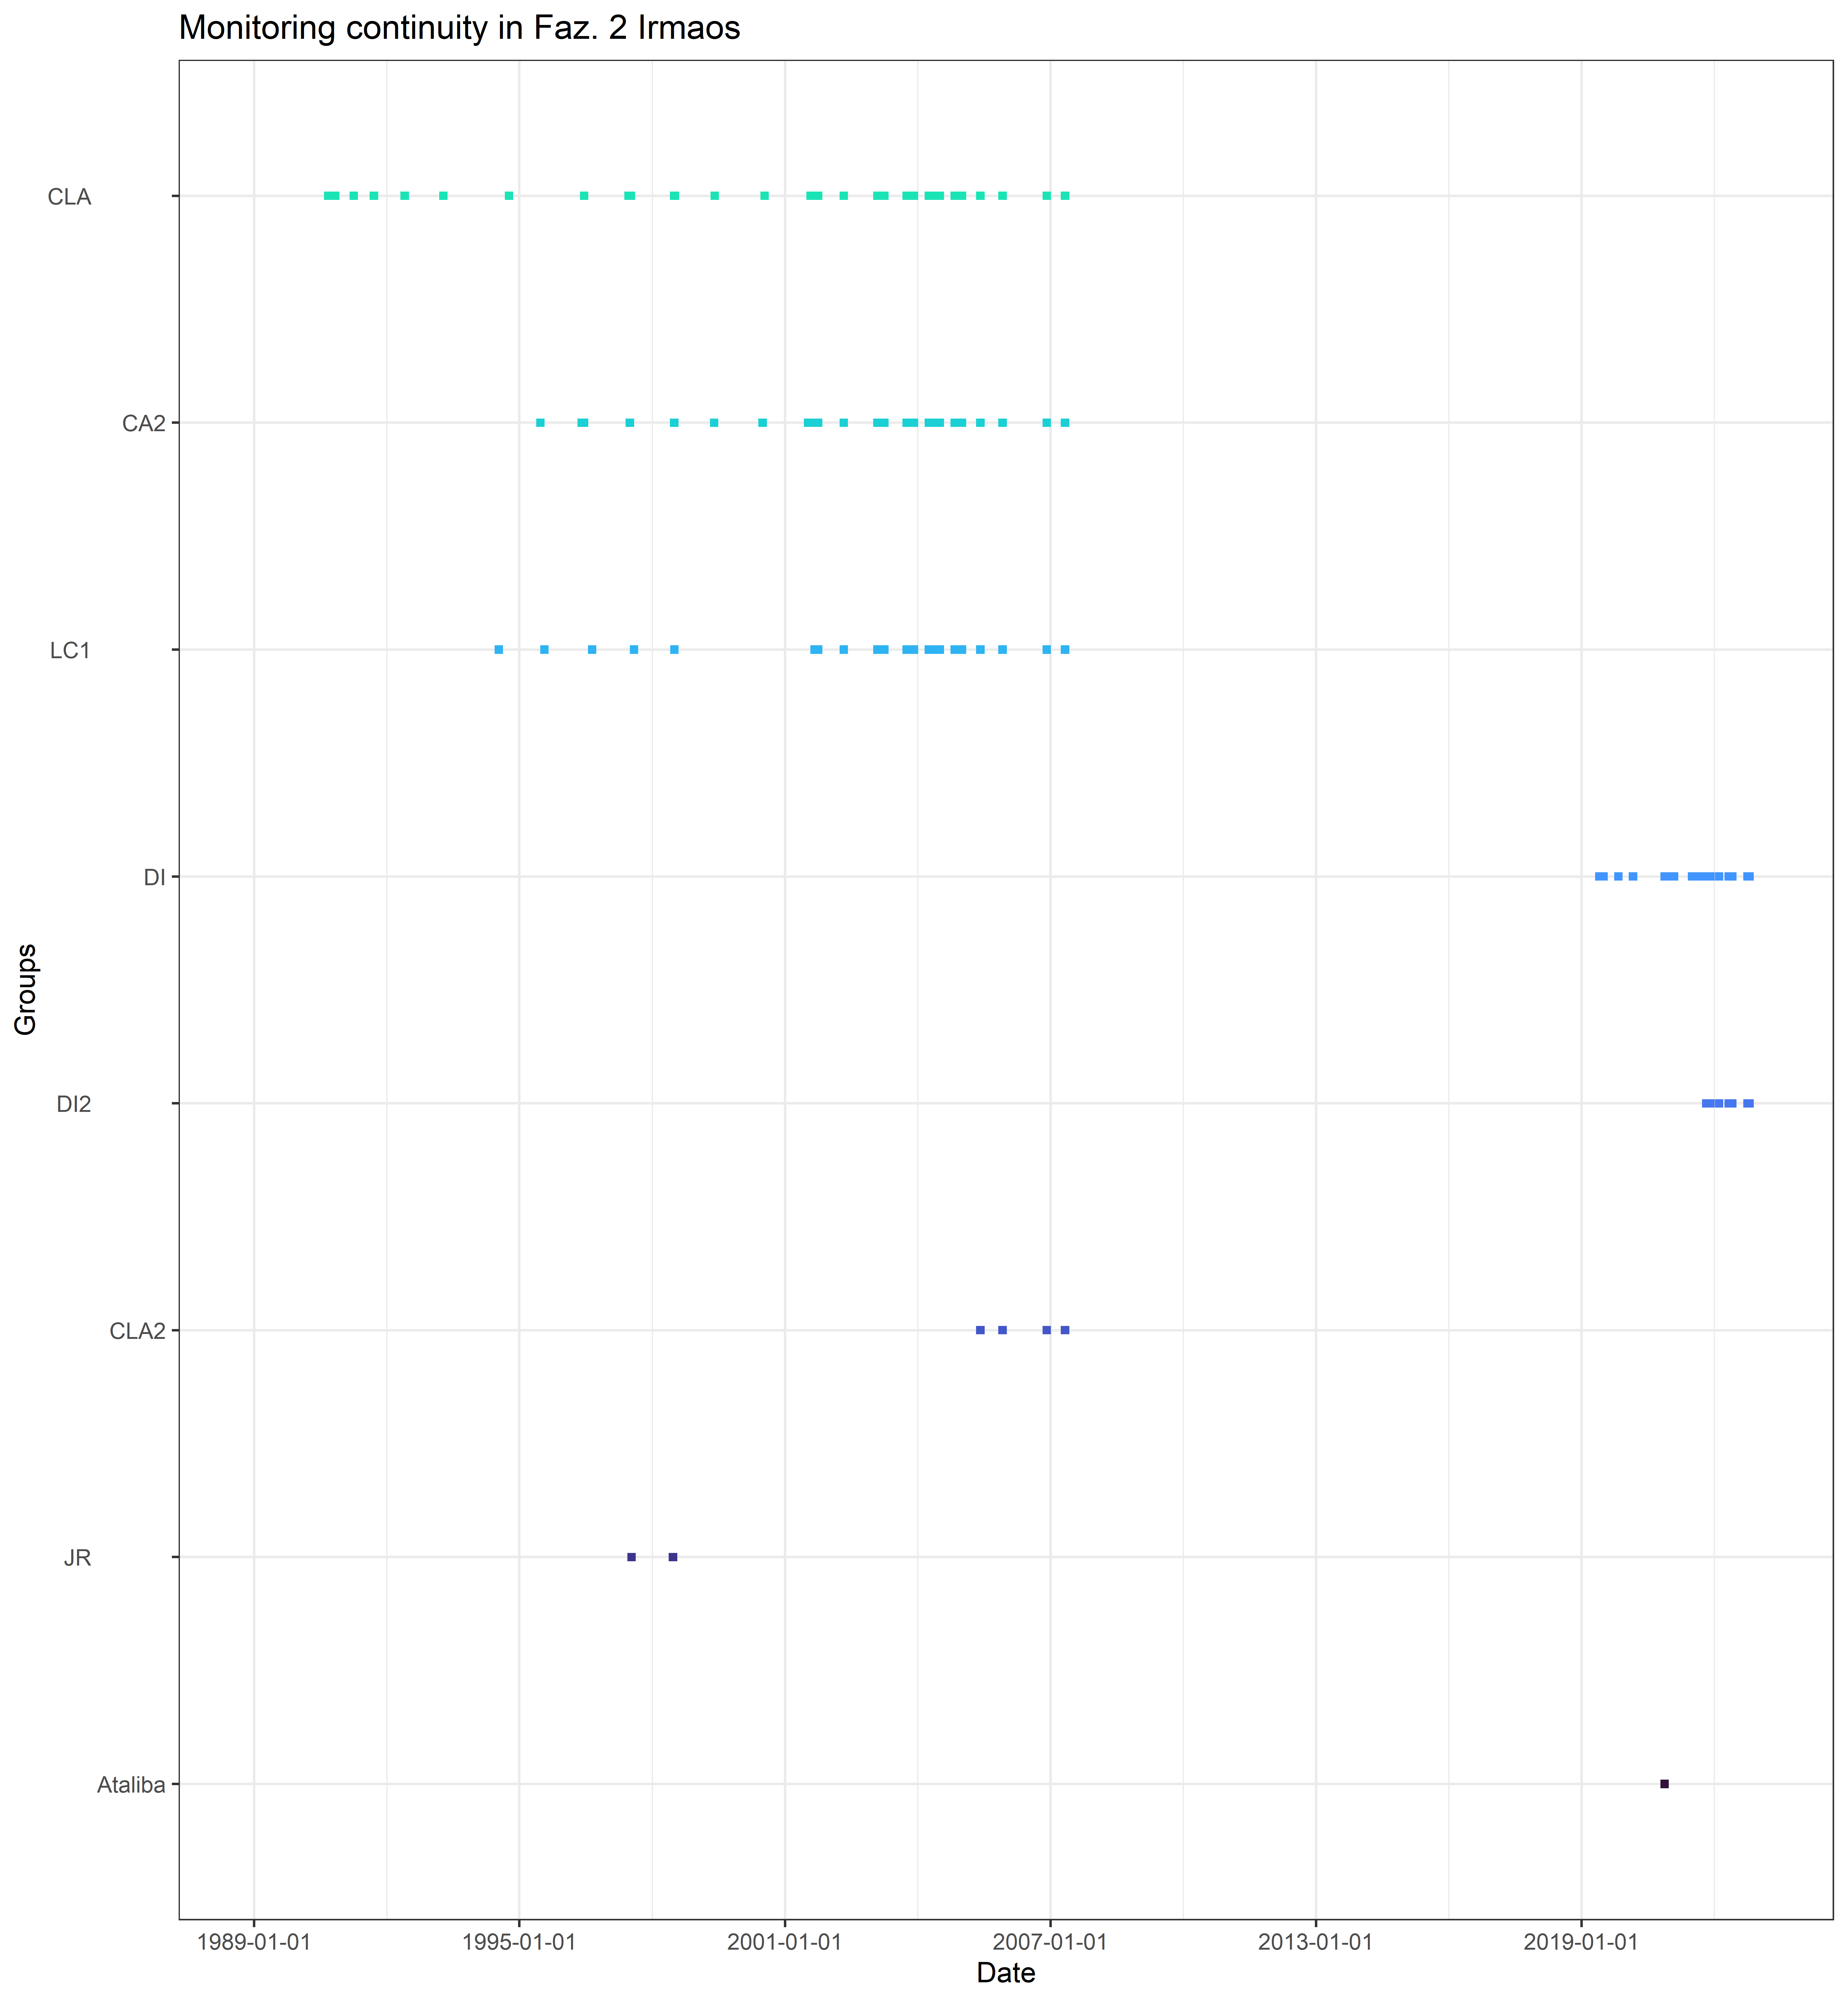 Monitoring continuity in Faz. 2 Irmaos
CLA
CA2
LC1
DI
Groups
DI2
CLA2
JR
Ataliba
1989-01-01
1995-01-01
2001-01-01
2007-01-01
2013-01-01
2019-01-01
Date